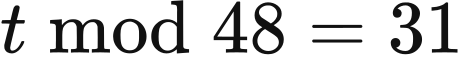 t mod 48 = 31